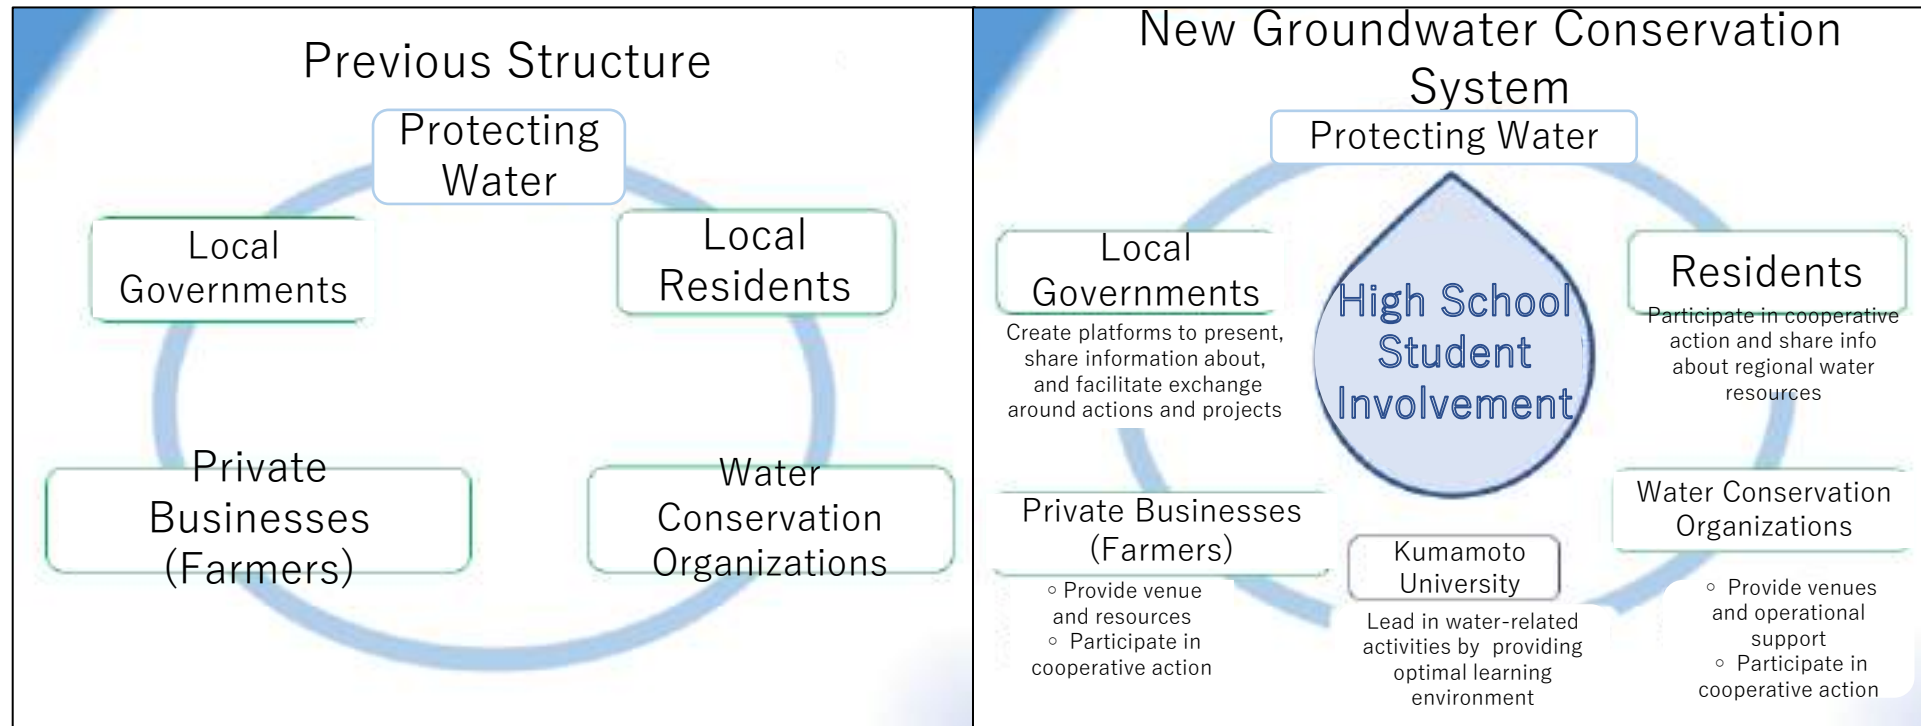 Previous Structure
Protecting
Water
Local
Governments
Local
Residents
Private
Businesses
(Farmers)
Water
Conservation
Organizations
New Groundwater Conservation
System
Protecting Water
Local
Governments
Create platforms to present,
share information about,
and facilitate exchange
around actions and projects
High School
Student
Involvement
Residents
Participate in cooperative
action and share info
about regional water
resources
Private Businesses
(Farmers)
◦ Provide venue
and resources
◦ Participate in
cooperative action
Kumamoto
University
Lead in water-related
activities by providing
optimal learning
environment
Water Conservation
Organizations
◦ Provide venues
and operational
support
◦ Participate in
cooperative action